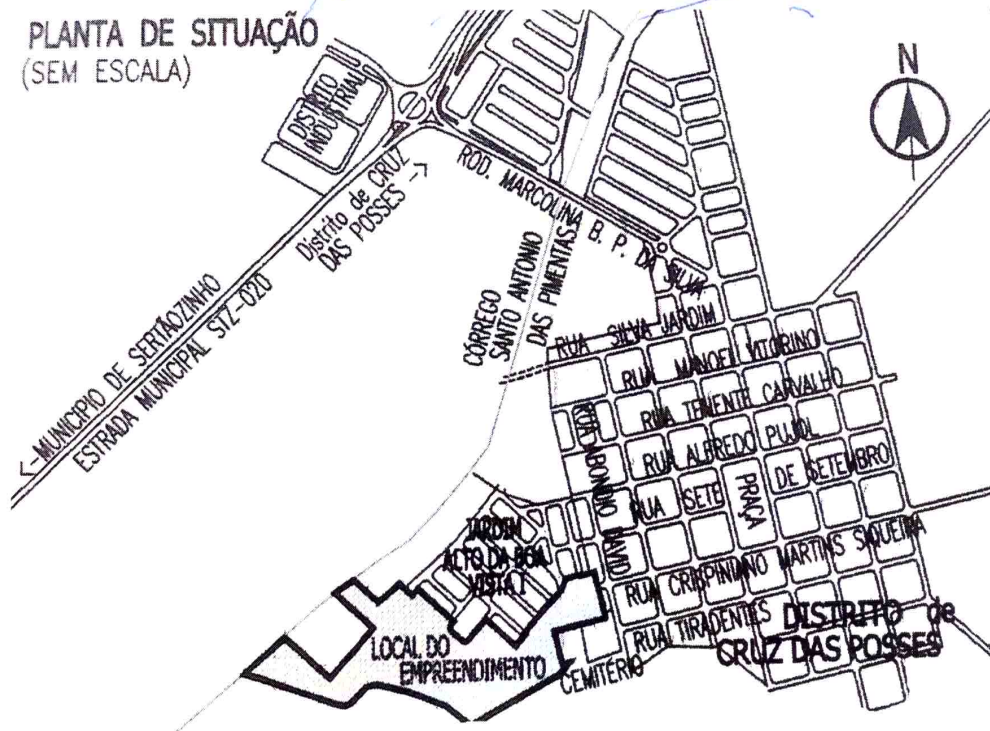 PLANTA DE SITUAÇÃO
(SEM ESCALA)
N
DISTRITO
INDUSTRIAL
Distrito de CRUZ
DAS POSSES ->
ROD. MARCOLINA B. P. DA SILVA
<-MUNICIPIO DE SERTÃOZINHO
ESTRADA MUNICIPAL STZ-020
CÓRREGO
SANTO ANTONIO
DAS PIMENTAS
RUA SILVA JARDIM
RUA MANOEL VITORINO
RUA TENENTE CARVALHO
RUA ALFREDO PUJOL
RUA SETE DE SETEMBRO
PRAÇA
RUA CRISPINIANO MARTINS SIQUEIRA
RUA TIRADENTES
JARDIM
ALTO DA BOA
VISTA I
DISTRITO de
CRUZ DAS POSSES
LOCAL DO
EMPREENDIMENTO
CEMITÉRIO